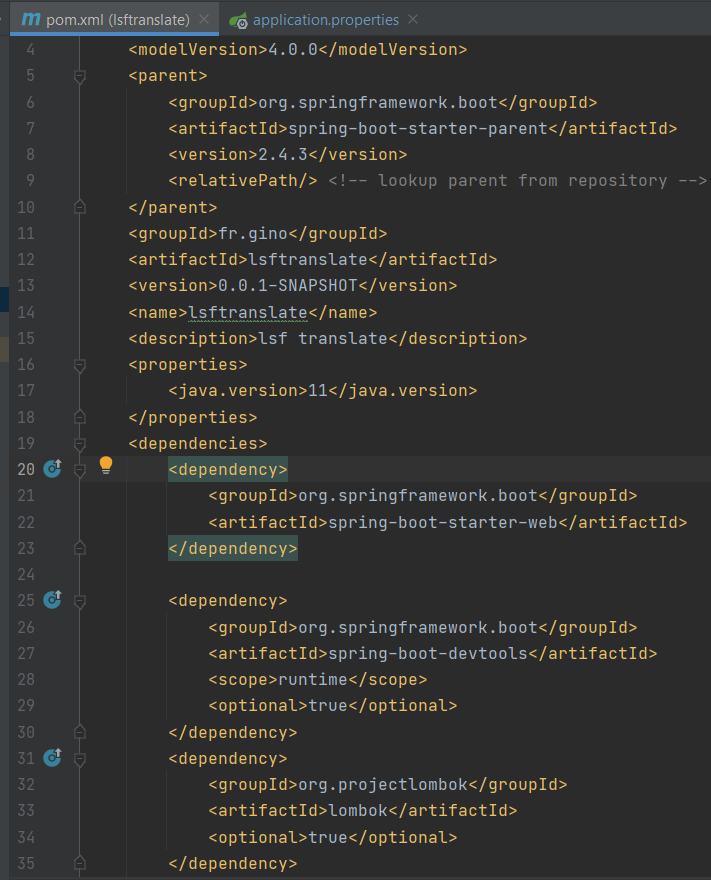 pom.xml (lsftranslate) application.properties
4 <modelVersion>4.0.0</modelVersion>
5 <parent>
6 <groupId>org.springframework.boot</groupId>
7 <artifactId>spring-boot-starter-parent</artifactId>
8 <version>2.4.3</version>
9 <relativePath/> <!-- lookup parent from repository -->
10 </parent>
11 <groupId>fr.gino</groupId>
12 <artifactId>lsftranslate</artifactId>
13 <version>0.0.1-SNAPSHOT</version>
14 <name>lsftranslate</name>
15 <description>lsf translate</description>
16 <properties>
17 <java.version>11</java.version>
18 </properties>
19 <dependencies>
20 <dependency>
21 <groupId>org.springframework.boot</groupId>
22 <artifactId>spring-boot-starter-web</artifactId>
23 </dependency>
24
25 <dependency>
26 <groupId>org.springframework.boot</groupId>
27 <artifactId>spring-boot-devtools</artifactId>
28 <scope>runtime</scope>
29 <optional>true</optional>
30 </dependency>
31 <dependency>
32 <groupId>org.projectlombok</groupId>
33 <artifactId>lombok</artifactId>
34 <optional>true</optional>
35 </dependency>